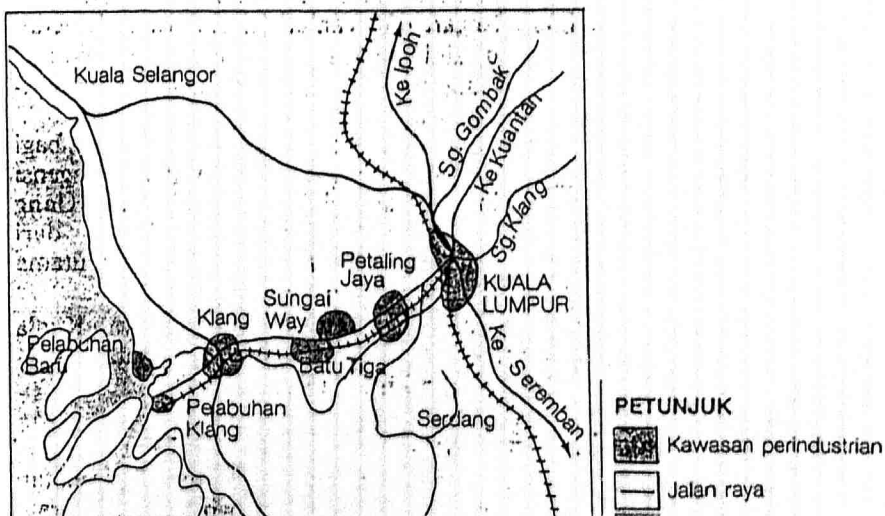 Kuala Selangor
Ke Ipoh
Sg. Gombak
Ke Kuantan
Sg. Klang
Petaling
Jaya
KUALA
LUMPUR
Sungai
Way
Klang
Pelabuhan
Baru
Batu Tiga
Ke Seremban
Pelabuhan
Klang
Serdang
PETUNJUK
Kawasan perindustrian
Jalan raya